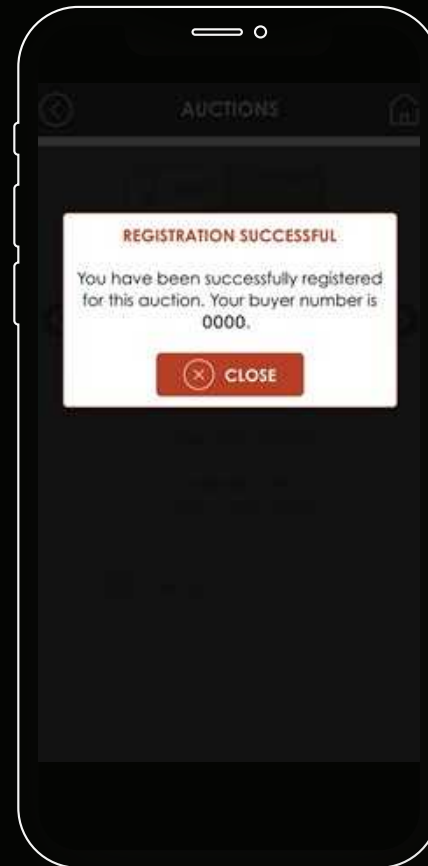 AUCTIONS
REGISTRATION SUCCESSFUL
You have been successfully registered
for this auction. Your buyer number is
0000.
CLOSE